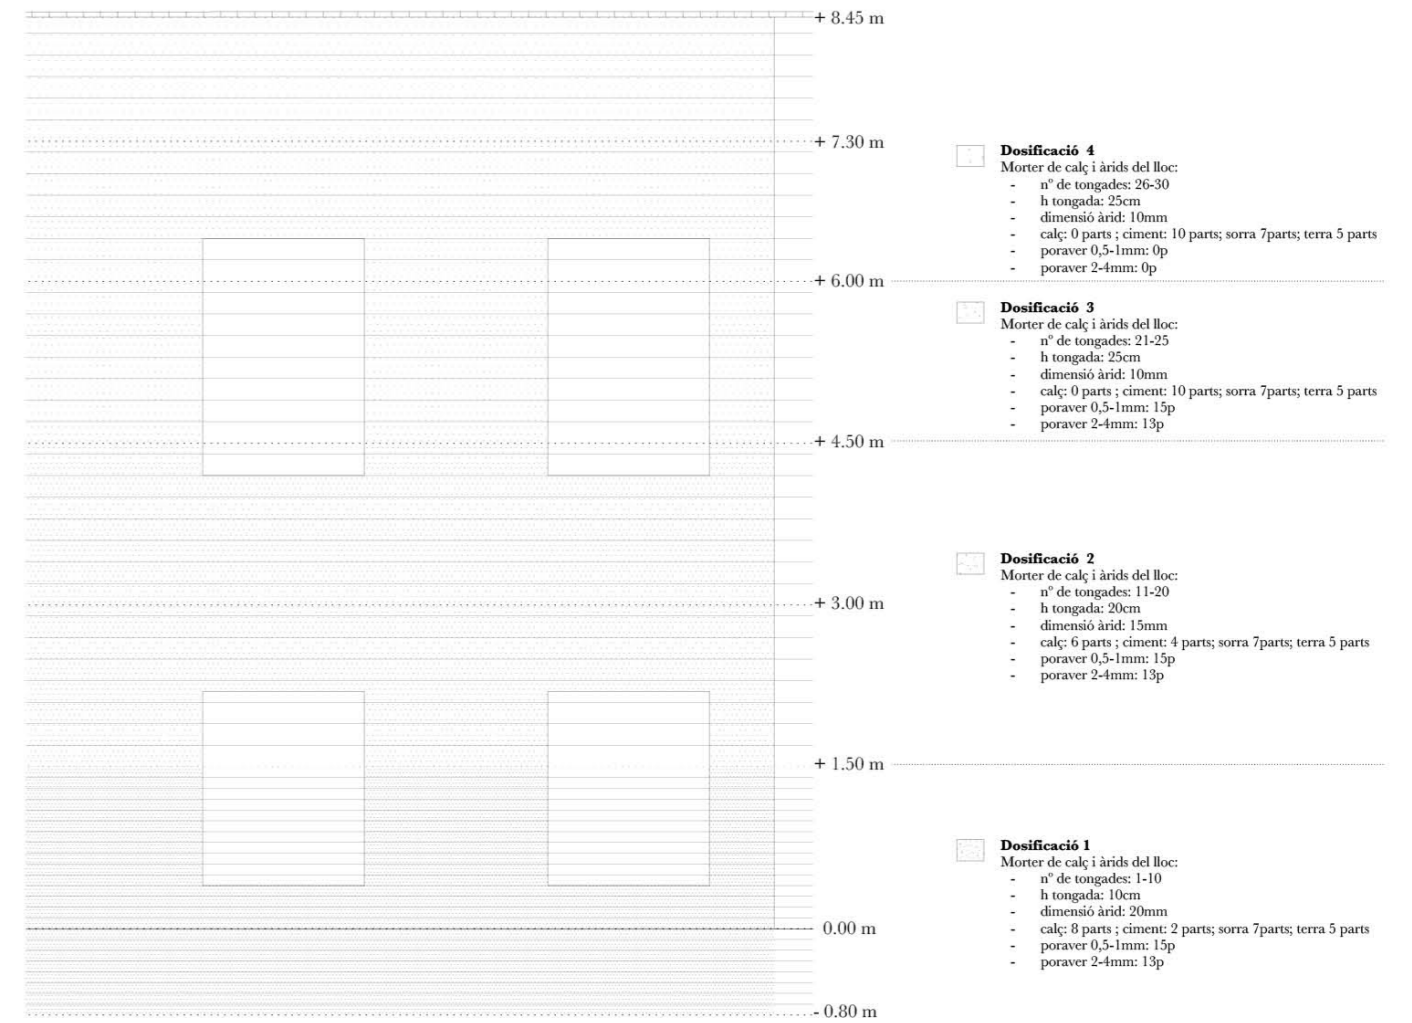 + 8.45 m
+ 7.30 m
+ 6.00 m
+ 4.50 m
+ 3.00 m
+ 1.50 m
0.00 m
- 0.80 m
Dosificació 4
Morter de calç i àrids del lloc:
- nº de tongades: 26-30
- h tongada: 25cm
- dimensió àrid: 10mm
- calç: 0 parts ; ciment: 10 parts; sorra 7parts; terra 5 parts
- poraver 0,5-1mm: 0p
- poraver 2-4mm: 0p
Dosificació 3
Morter de calç i àrids del lloc:
- nº de tongades: 21-25
- h tongada: 25cm
- dimensió àrid: 10mm
- calç: 0 parts ; ciment: 10 parts; sorra 7parts; terra 5 parts
- poraver 0,5-1mm: 15p
- poraver 2-4mm: 13p
Dosificació 2
Morter de calç i àrids del lloc:
- nº de tongades: 11-20
- h tongada: 20cm
- dimensió àrid: 15mm
- calç: 6 parts ; ciment: 4 parts; sorra 7parts; terra 5 parts
- poraver 0,5-1mm: 15p
- poraver 2-4mm: 13p
Dosificació 1
Morter de calç i àrids del lloc:
- nº de tongades: 1-10
- h tongada: 10cm
- dimensió àrid: 20mm
- calç: 8 parts ; ciment: 2 parts; sorra 7parts; terra 5 parts
- poraver 0,5-1mm: 15p
- poraver 2-4mm: 13p